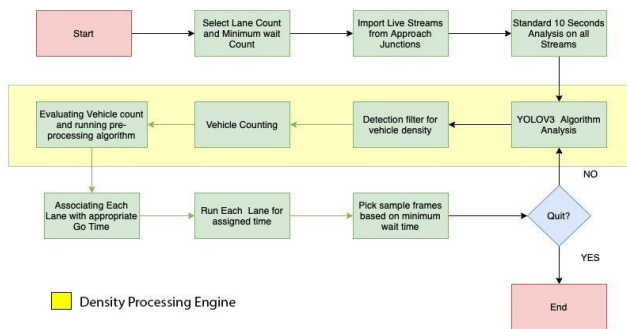 Start
Select Lane Count
and Minimum wait
Count
Import Live Streams
from Approach
Junctions
Standard 10 Seconds
Analysis on all
Streams
Evaluating Vehicle count
and running pre-
processing algorithm
Vehicle Counting
Detection filter for
vehicle density
YOLOV3 Algorithm
Analysis
NO
Associating Each
Lane with appropriate
Go Time
Run Each Lane for
assigned time
Pick sample frames
based on minimum
wait time
Quit?
YES
Density Processing Engine
End